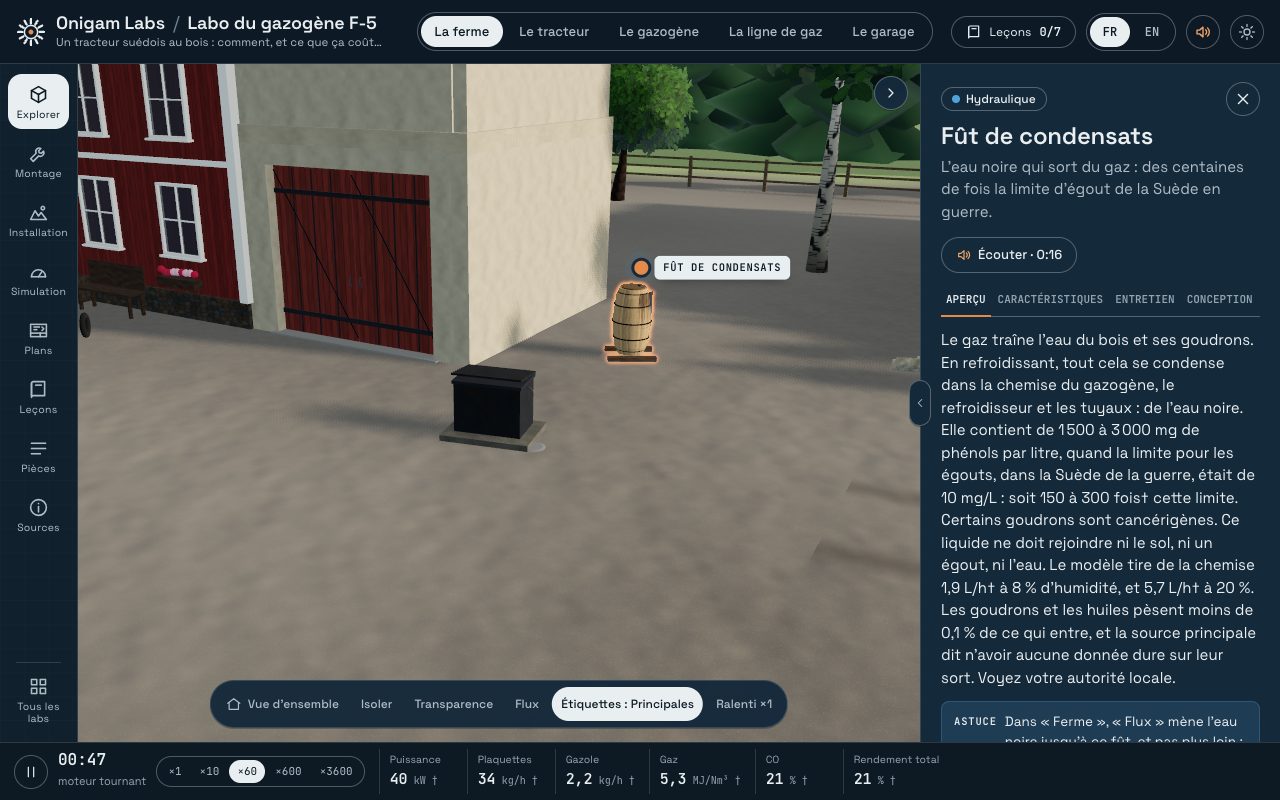 Onigam Labs / Labo du gazogène F-5
Un tracteur suédois au bois : comment, et ce que ça coût…
La ferme
Le tracteur
Le gazogène
La ligne de gaz
Le garage
Leçons 0/7
FR
EN
Explorer
Montage
Installation
Simulation
Plans
Leçons
Pièces
Sources
Tous les
labs
FÛT DE CONDENSATS
Hydraulique
Fût de condensats
L'eau noire qui sort du gaz : des centaines
de fois la limite d'égout de la Suède en
guerre.
Écouter · 0:16
APERÇU
CARACTÉRISTIQUES
ENTRETIEN
CONCEPTION
Le gaz traîne l'eau du bois et ses goudrons.
En refroidissant, tout cela se condense
dans la chemise du gazogène, le
refroidisseur et les tuyaux : de l'eau noire.
Elle contient de 1 500 à 3 000 mg de
phénols par litre, quand la limite pour les
égouts, dans la Suède de la guerre, était de
10 mg/L : soit 150 à 300 fois† cette limite.
Certains goudrons sont cancérigènes. Ce
liquide ne doit rejoindre ni le sol, ni un
égout, ni l'eau. Le modèle tire de la chemise
1,9 L/h† à 8 % d'humidité, et 5,7 L/h† à 20 %.
Les goudrons et les huiles pèsent moins de
0,1 % de ce qui entre, et la source principale
dit n'avoir aucune donnée dure sur leur
sort. Voyez votre autorité locale.
ASTUCE Dans « Ferme », « Flux » mène l'eau
noire jusqu'à ce fût, et pas plus loin :
Vue d'ensemble
Isoler
Transparence
Flux
Étiquettes : Principales
Ralenti ×1
00:47
moteur tournant
×1
×10
×60
×600
×3600
Puissance
40 kW †
Plaquettes
34 kg/h †
Gazole
2,2 kg/h †
Gaz
5,3 MJ/Nm³ †
CO
21 % †
Rendement total
21 % †